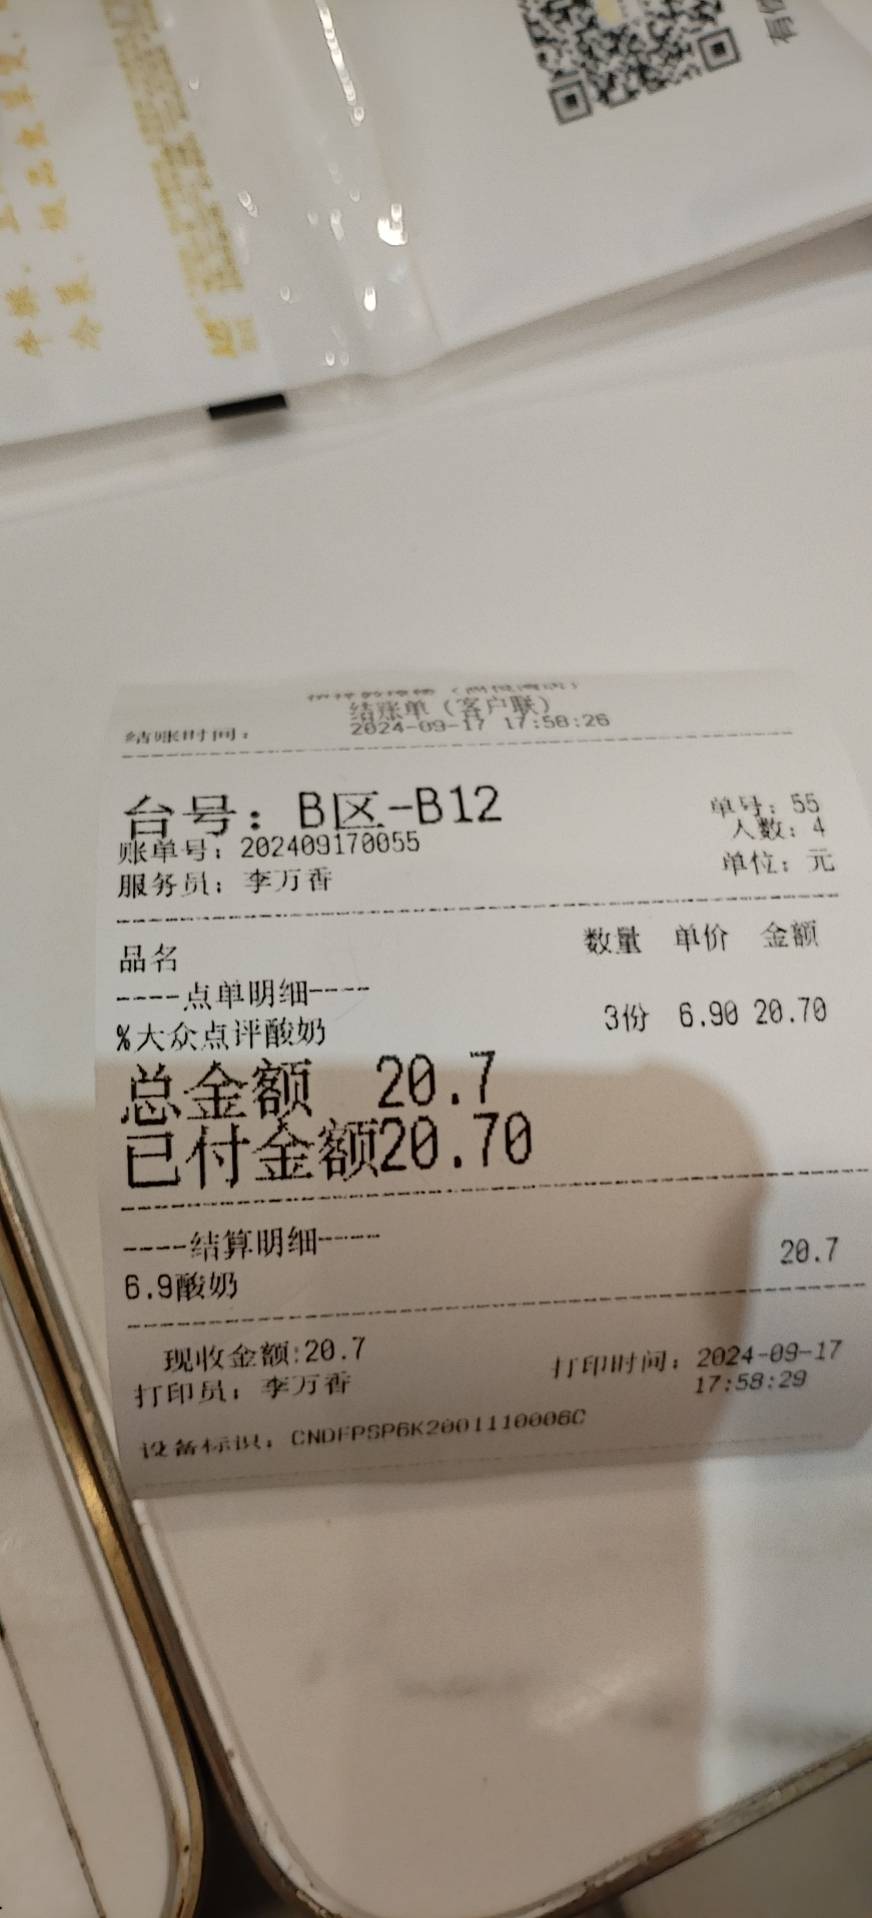 结账单（客户联）
结账时间： 2024-09-17 17:58:26
台号：B区-B12
单号：55
账单号：202409170055
人数：4
服务员：李万香
单位：元
品名 数量 单价 金额
----点单明细----
%大众点评酸奶 3份 6.90 20.70
总金额 20.7
已付金额20.70
----结算明细----
6.9酸奶 20.7
现收金额:20.7
打印员：李万香
打印时间：2024-09-17
17:58:29
设备标识：CNDFPSP6K2001110006C